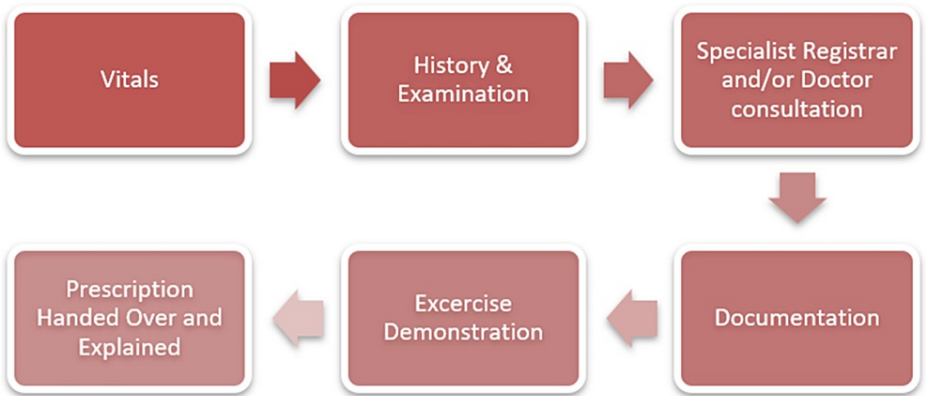 Vitals
History &
Examination
Specialist Registrar
and/or Doctor
consultation
Documentation
Excercise
Demonstration
Prescription
Handed Over and
Explained